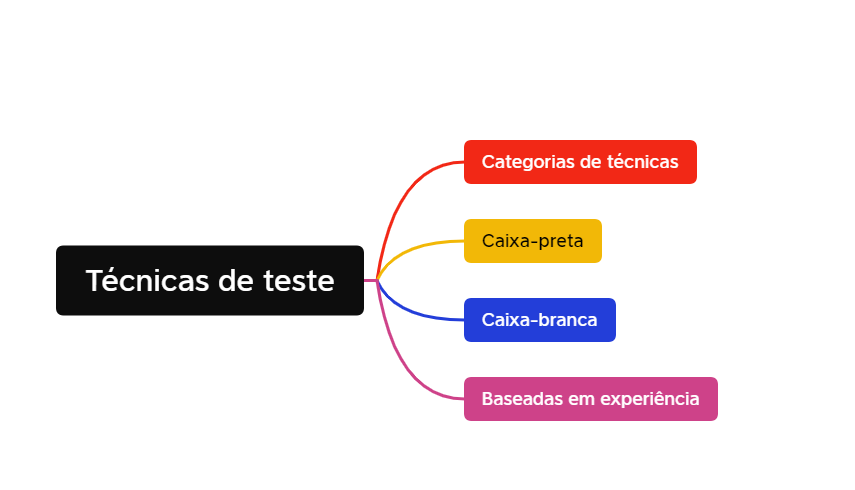 Categorias de técnicas
Caixa-preta
Técnicas de teste
Caixa-branca
Baseadas em experiência